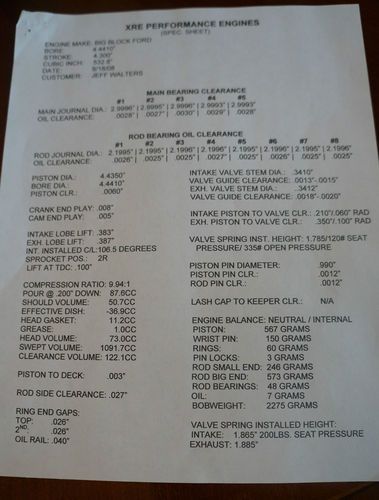 XRE PERFORMANCE ENGINES
(SPEC. SHEET)
ENGINE MAKE: BIG BLOCK FORD
BORE: 4.4410"
STROKE: 4.300"
CUBIC INCH: 532.8"
DATE: 8/18/08
CUSTOMER: JEFF WALTERS
MAIN BEARING CLEARANCE
#1 #2 #3 #4 #5
MAIN JOURNAL DIA.: 2.9996"| 2.9995"| 2.9996"| 2.9993"| 2.9993"
OIL CLEARANCE: .0028" | .0027" | .0030" | .0029" | .0028"
ROD BEARING OIL CLEARANCE
#1 #2 #3 #4 #5 #6 #7 #8
ROD JOURNAL DIA.: 2.1995"| 2.1996"| 2.1996"| 2.1995"| 2.1996"| 2.1995"| 2.1996"| 2.1996"
OIL CLEARANCE: .0026" | .0025" | .0025" | .0027" | .0025" | .0026" | .0025" | .0025"
PISTON DIA.: 4.4350"
BORE DIA.: 4.4410"
PISTON CLR.: .0060"
CRANK END PLAY: .008"
CAM END PLAY: .005"
INTAKE LOBE LIFT: .383"
EXH. LOBE LIFT: .387"
INT. INSTALLED C/L:106.5 DEGREES
SPROCKET POS.: 2R
LIFT AT TDC: .100"
COMPRESSION RATIO: 9.94:1
POUR @ .200" DOWN: 87.6CC
SHOULD VOLUME: 50.7CC
EFFECTIVE DISH: -36.9CC
HEAD GASKET: 11.2CC
GREASE: 1.0CC
HEAD VOLUME: 73.0CC
SWEPT VOLUME: 1091.7CC
CLEARANCE VOLUME: 122.1CC
PISTON TO DECK: .003"
ROD SIDE CLEARANCE: .027"
RING END GAPS:
TOP: .026"
2ND: .026"
OIL RAIL: .040"
INTAKE VALVE STEM DIA.: .3410"
VALVE GUIDE CLEARANCE: .0013"-.0015"
EXH. VALVE STEM DIA.: .3412"
VALVE GUIDE CLEARANCE: .0018"-.0020"
INTAKE PISTON TO VALVE CLR.: .210"/.060" RAD
EXH. PISTON TO VALVE CLR.: .350"/.100" RAD
VALVE SPRING INST. HEIGHT: 1.785/120# SEAT
PRESSURE/ 335# OPEN PRESSURE
PISTON PIN DIAMETER: .990"
PISTON PIN CLR.: .0012"
ROD PIN CLR.: .0012"
LASH CAP TO KEEPER CLR.: N/A
ENGINE BALANCE: NEUTRAL / INTERNAL
PISTON: 567 GRAMS
WRIST PIN: 150 GRAMS
RINGS: 60 GRAMS
PIN LOCKS: 3 GRAMS
ROD SMALL END: 246 GRAMS
ROD BIG END: 573 GRAMS
ROD BEARINGS: 48 GRAMS
OIL: 7 GRAMS
BOBWEIGHT: 2275 GRAMS
VALVE SPRING INSTALLED HEIGHT:
INTAKE: 1.865" 200LBS. SEAT PRESSURE
EXHAUST: 1.885"